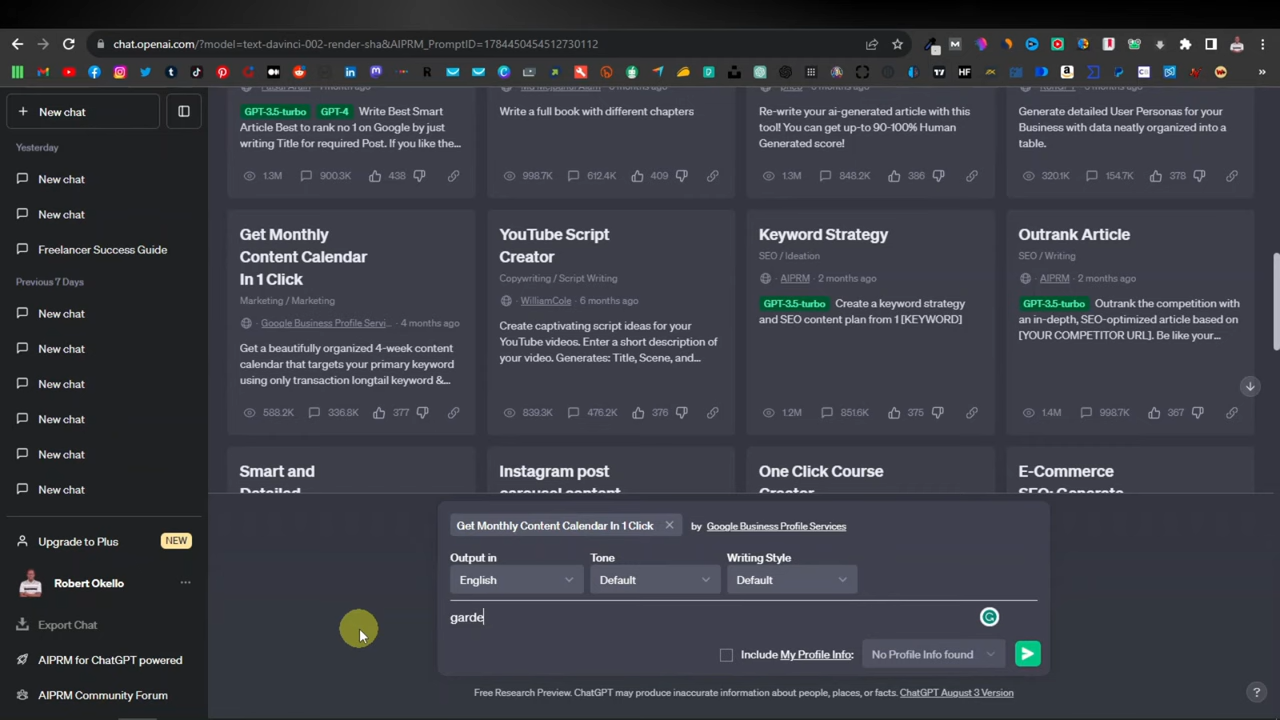 chat.openai.com/?model=text-davinci-002-render-sha&AIPRM_PromptID=1784450454512730112
New chat
Yesterday
New chat
New chat
Freelancer Success Guide
Previous 7 Days
New chat
New chat
New chat
New chat
New chat
New chat
Upgrade to Plus
NEW
Robert Okello
Export Chat
AIPRM for ChatGPT powered
AIPRM Community Forum
GPT-3.5-turbo GPT-4 Write Best Smart
Article Best to rank no 1 on Google by just
writing Title for required Post. If you like the...
1.3M 900.3K 438
Write a full book with different chapters
998.7K 612.4K 409
Re-write your ai-generated article with this
tool! You can get up-to 90-100% Human
Generated score!
1.3M 848.2K 386
Generate detailed User Personas for your
Business with data neatly organized into a
table.
320.1K 154.7K 378
Get Monthly
Content Calendar
In 1 Click
Marketing / Marketing
Google Business Profile Servi... · 4 months ago
Get a beautifully organized 4-week content
calendar that targets your primary keyword
using only transaction longtail keyword &...
588.2K 336.8K 377
YouTube Script
Creator
Copywriting / Script Writing
WilliamCole · 6 months ago
Create captivating script ideas for your
YouTube videos. Enter a short description of
your video. Generates: Title, Scene, and...
839.3K 476.2K 376
Keyword Strategy
SEO / Ideation
AIPRM · 2 months ago
GPT-3.5-turbo Create a keyword strategy
and SEO content plan from 1 [KEYWORD]
1.2M 851.6K 375
Outrank Article
SEO / Writing
AIPRM · 2 months ago
GPT-3.5-turbo Outrank the competition with
an in-depth, SEO-optimized article based on
[YOUR COMPETITOR URL]. Be like your...
1.4M 998.7K 367
Smart and
Detailed
Instagram post
carousel content
One Click Course
Creator
E-Commerce
SEO: Generate
Get Monthly Content Calendar In 1 Click by Google Business Profile Services
Output in Tone Writing Style
English Default Default
garde
Include My Profile Info: No Profile Info found
Free Research Preview. ChatGPT may produce inaccurate information about people, places, or facts. ChatGPT August 3 Version